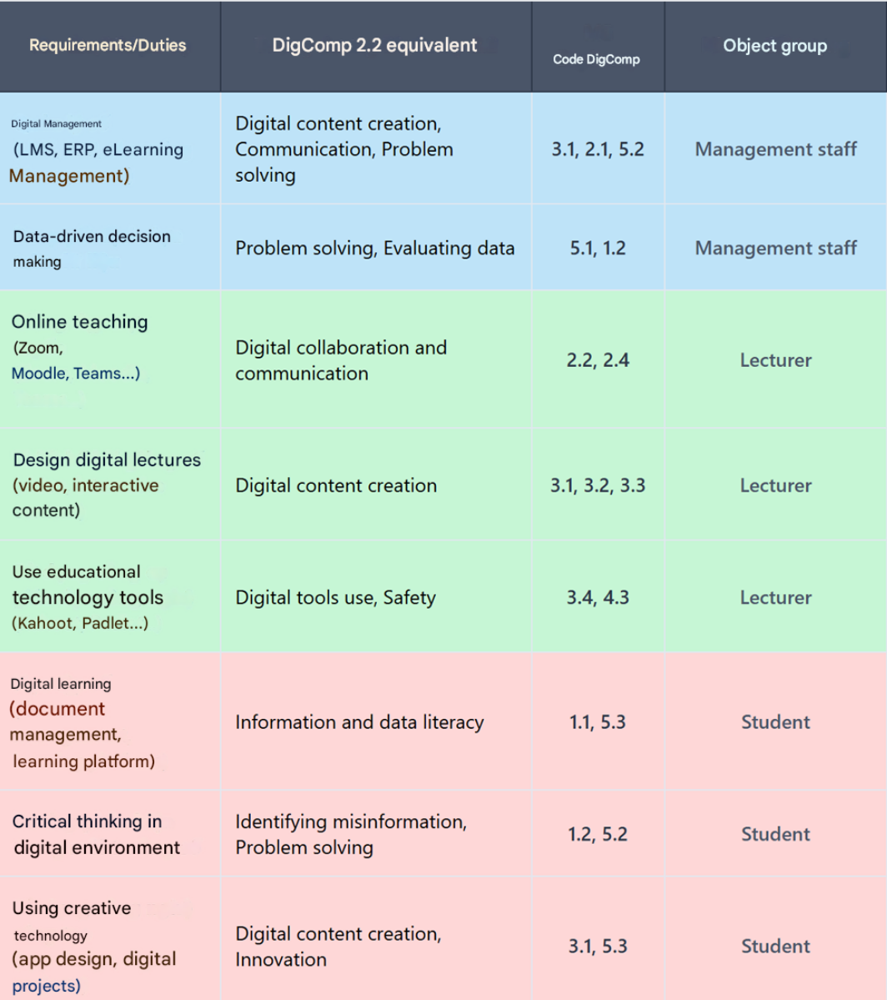 Requirements/Duties
DigComp 2.2 equivalent
Code DigComp
Object group
Digital Management
(LMS, ERP, eLearning
Management)
Digital content creation,
Communication, Problem
solving
3.1, 2.1, 5.2
Management staff
Data-driven decision
making
Problem solving, Evaluating data
5.1, 1.2
Management staff
Online teaching
(Zoom,
Moodle, Teams...)
Digital collaboration and
communication
2.2, 2.4
Lecturer
Design digital lectures
(video, interactive
content)
Digital content creation
3.1, 3.2, 3.3
Lecturer
Use educational
technology tools
(Kahoot, Padlet...)
Digital tools use, Safety
3.4, 4.3
Lecturer
Digital learning
(document
management,
learning platform)
Information and data literacy
1.1, 5.3
Student
Critical thinking in
digital environment
Identifying misinformation,
Problem solving
1.2, 5.2
Student
Using creative
technology
(app design, digital
projects)
Digital content creation,
Innovation
3.1, 5.3
Student